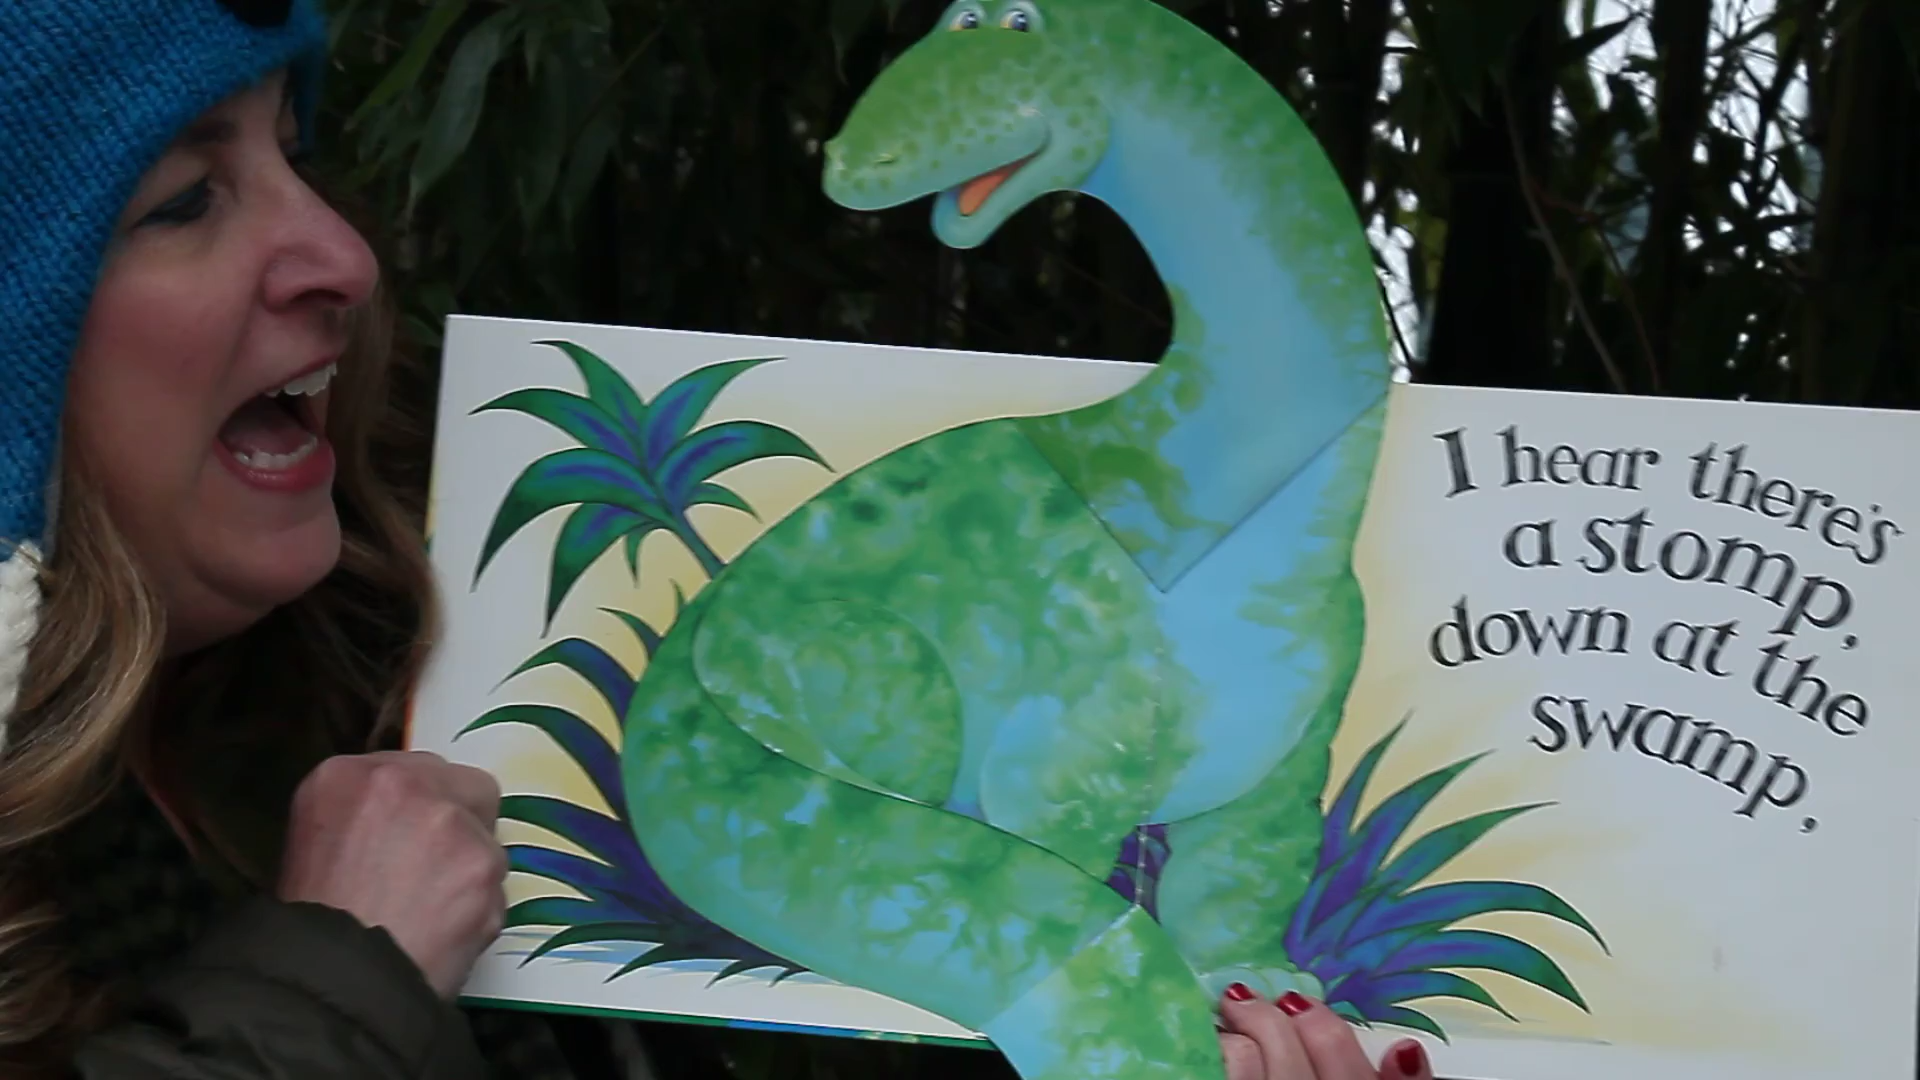 I hear there's
a stomp,
down at the
swamp,